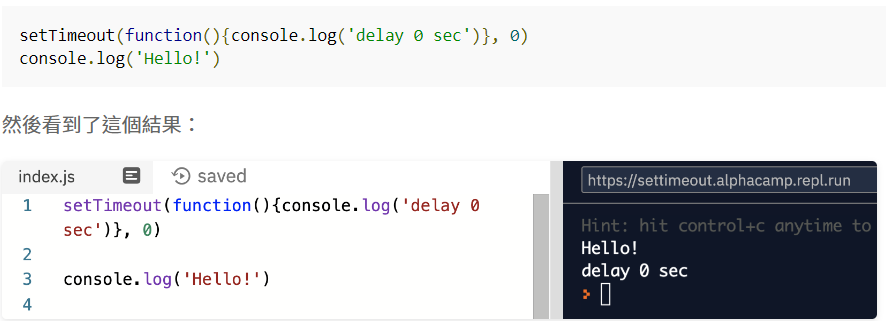 setTimeout(function(){console.log('delay 0 sec')}, 0)
console.log('Hello!')
然後看到了這個結果：
index.js saved
1 setTimeout(function(){console.log('delay 0
sec')}, 0)
2
3 console.log('Hello!')
4
https://settimeout.alphacamp.repl.run
Hint: hit control+c anytime to
Hello!
delay 0 sec